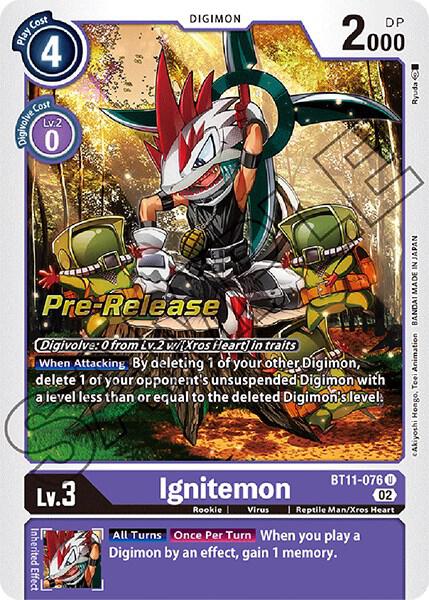 DIGIMON
Play Cost
4
DP
2000
Digivolve Cost
Lv.2
0
Ryuda
SAMPLE
Pre-Release
Digivolve: 0 from Lv.2 w/[Xros Heart] in traits
When Attacking By deleting 1 of your other Digimon,
delete 1 of your opponent's unsuspended Digimon with
a level less than or equal to the deleted Digimon's level.
©Akiyoshi Hongo, Toei Animation BANDAI MADE IN JAPAN
Lv.3
Ignitemon
BT11-076 U
02
Rookie | Virus | Reptile Man/Xros Heart
Inherited Effect
All Turns Once Per Turn When you play a
Digimon by an effect, gain 1 memory.